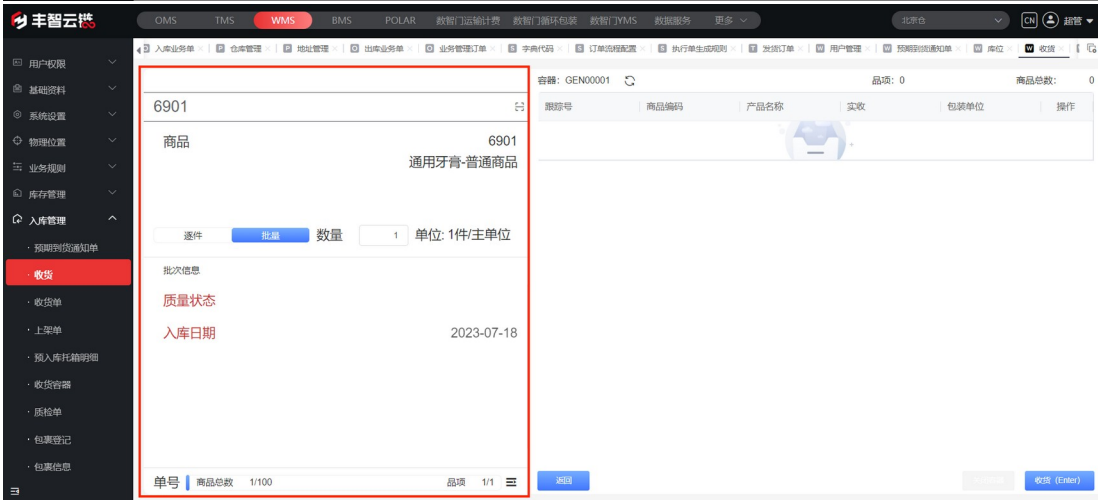 丰智云链
OMS TMS WMS BMS POLAR 数智门运输计费 数智门循环包装 数智门YMS 数据服务 更多 北京仓 CN 超管
入库业务单 仓库管理 地址管理 出库业务单 业务管理订单 字典代码 订单流程配置 执行单生成规则 发货订单 用户管理 预期到货通知单 库位 收货
用户权限
基础资料
系统设置
物理位置
业务规则
库存管理
入库管理
· 预期到货通知单
· 收货
· 收货单
· 上架单
· 预入库托箱明细
· 收货容器
· 质检单
· 包裹登记
· 包裹信息
6901
商品 6901
通用牙膏-普通商品
逐件 批量 数量 1 单位: 1件/主单位
批次信息
质量状态
入库日期 2023-07-18
单号 商品总数 1/100 品项 1/1
容器: GEN00001 品项: 0 商品总数: 0
跟踪号 商品编码 产品名称 实收 包装单位 操作
返回 收货 (Enter)